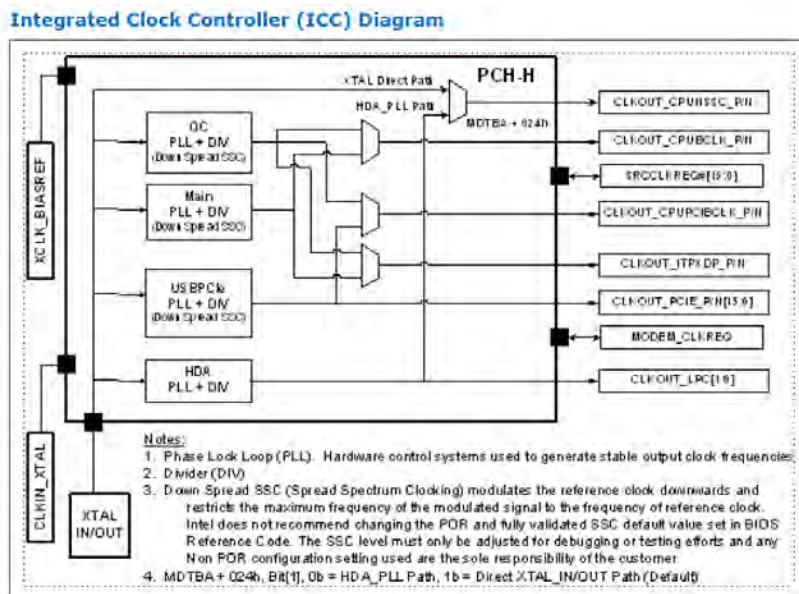 Integrated Clock Controller (ICC) Diagram
PCH-H
XTAL Direct Path
HDA_PLL Path
MDTBA + 024h
OC
PLL + DIV
(Down Spread SSC)
Main
PLL + DIV
(Down Spread SSC)
USBPCIe
PLL + DIV
(Down Spread SSC)
HDA
PLL + DIV
XCLK_BIASREF
CLKIN_XTAL
XTAL
IN/OUT
CLKOUT_CPUNSSC_PIN
CLKOUT_CPUBCLK_PIN
SRCCLKREQ#[15:0]
CLKOUT_CPUPCIBCLK_PIN
CLKOUT_ITPXDP_PIN
CLKOUT_PCIE_PIN[15:0]
MODEM_CLKREQ
CLKOUT_LPC[1:0]
Notes:
1. Phase Lock Loop (PLL). Hardware control systems used to generate stable output clock frequencies
2. Divider (DIV)
3. Down Spread SSC (Spread Spectrum Clocking) modulates the reference clock downwards and
restricts the maximum frequency of the modulated signal to the frequency of reference clock.
Intel does not recommend changing the POR and fully validated SSC default value set in BIOS
Reference Code. The SSC level must only be adjusted for debugging or testing efforts and any
Non POR configuration setting used are the sole responsibility of the customer
4. MDTBA + 024h, Bit[1], 0b = HDA_PLL Path, 1b = Direct XTAL_IN/OUT Path (Default)